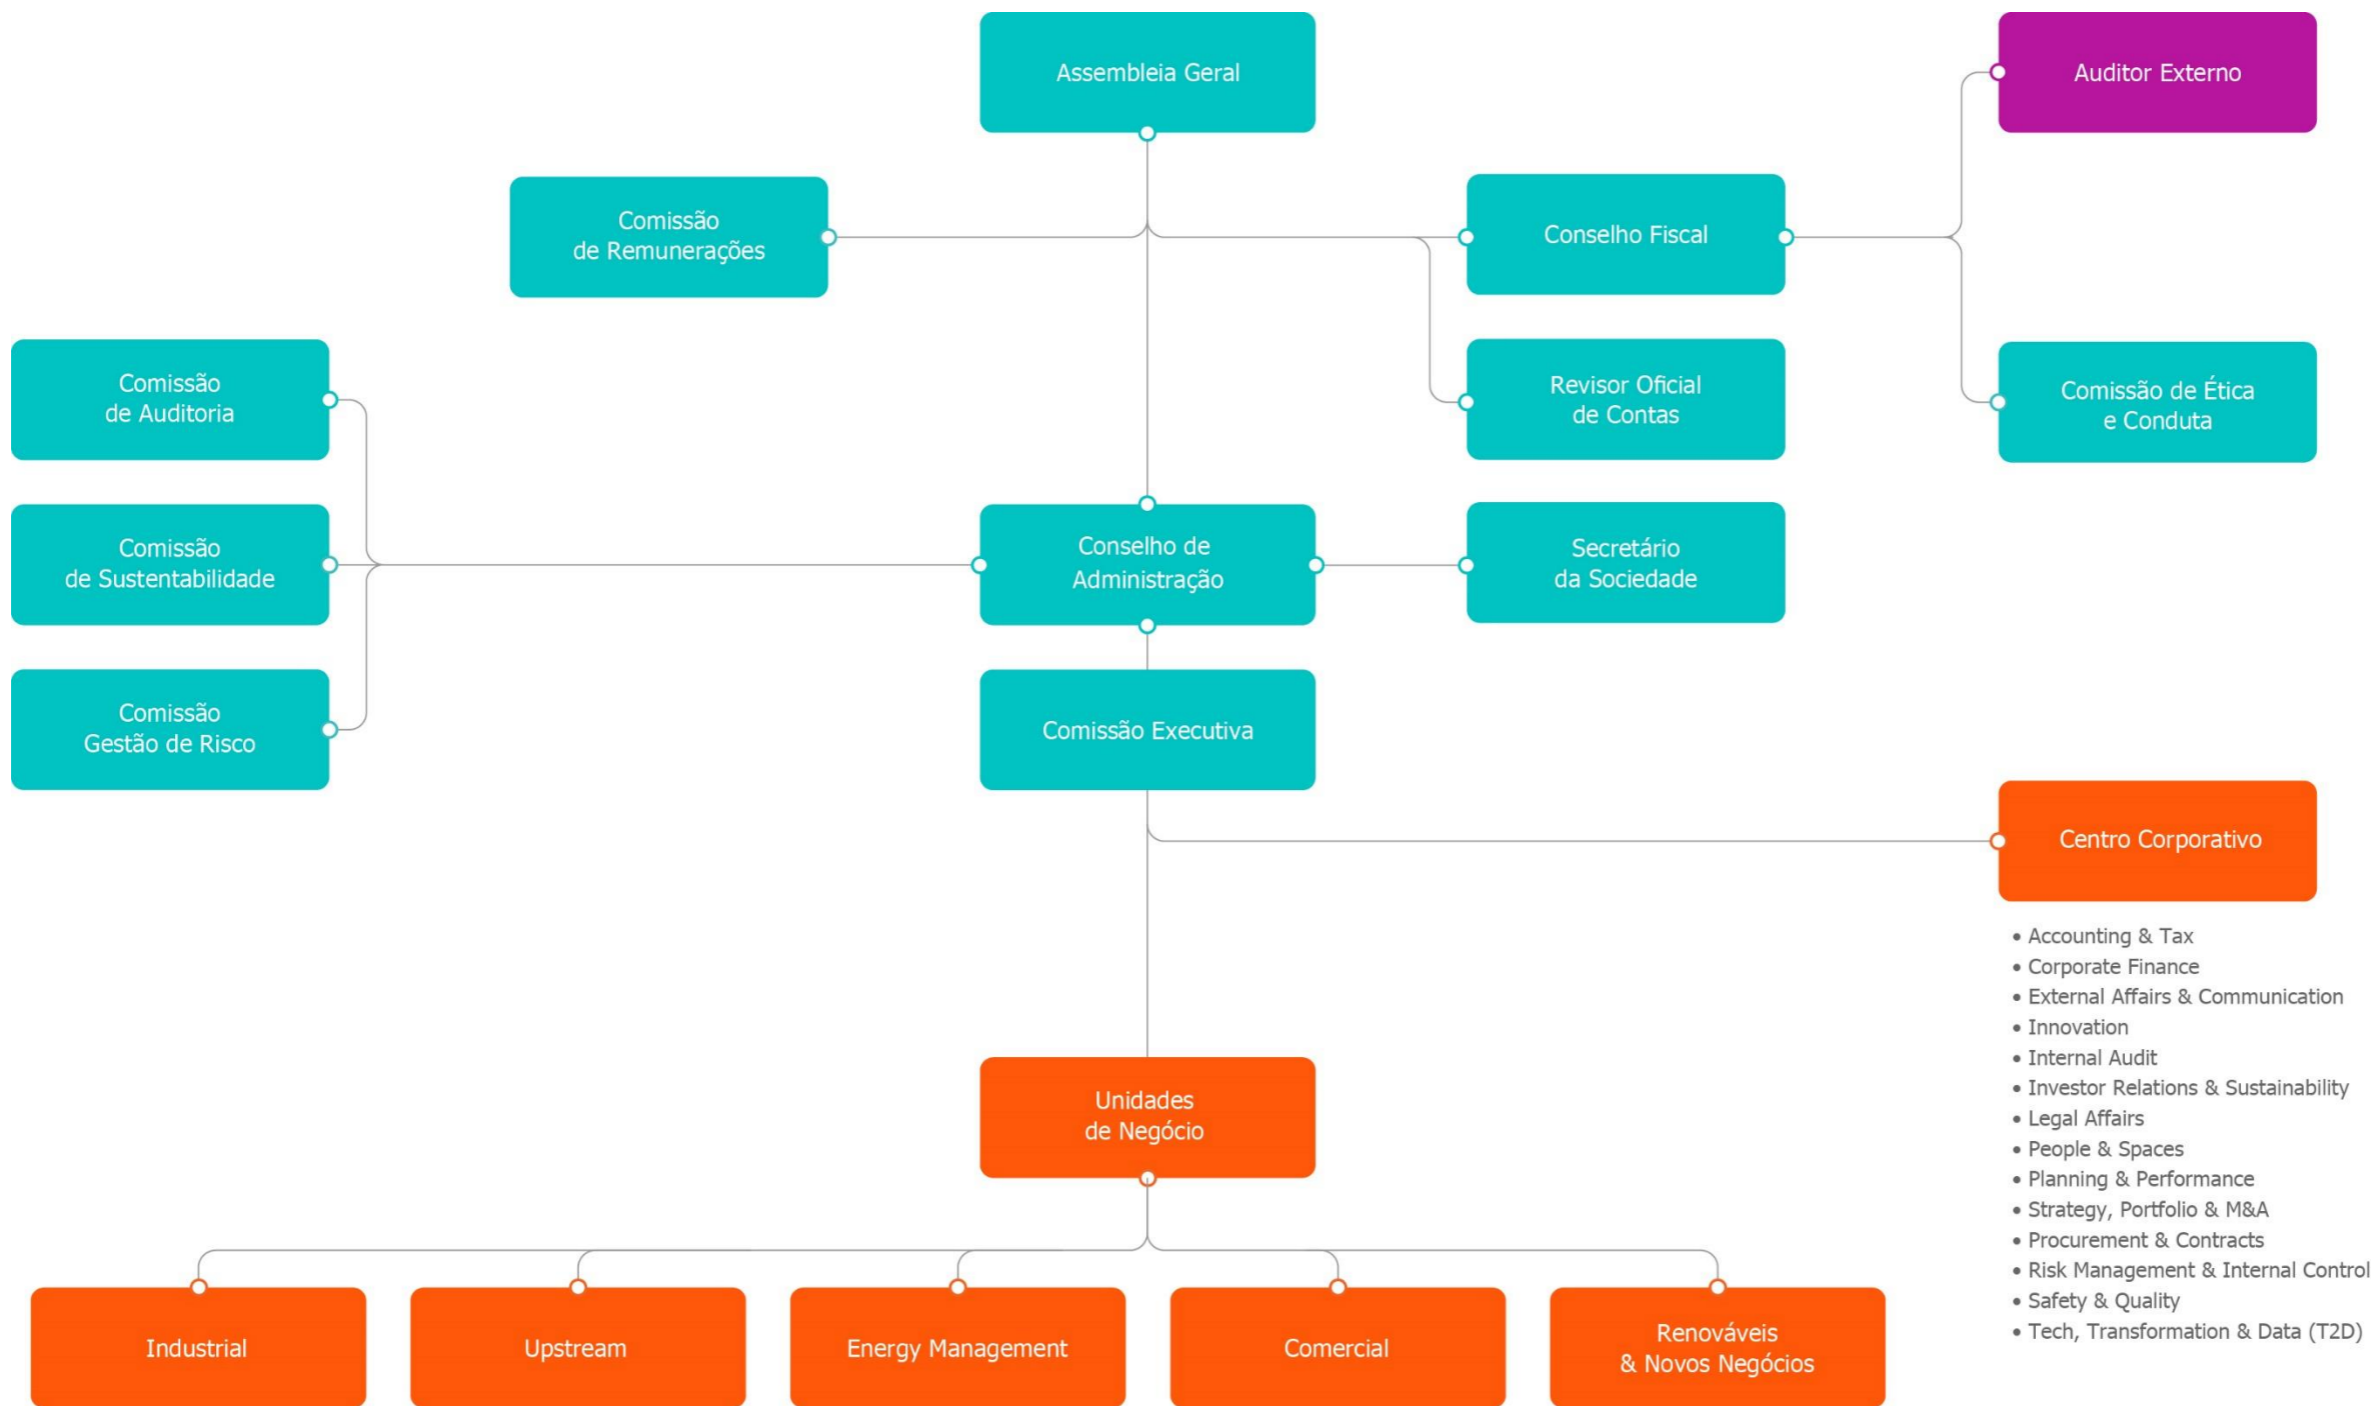 Assembleia Geral
Auditor Externo
Comissão
de Remunerações
Conselho Fiscal
Comissão
de Auditoria
Revisor Oficial
de Contas
Comissão de Ética
e Conduta
Comissão
de Sustentabilidade
Conselho de
Administração
Secretário
da Sociedade
Comissão
Gestão de Risco
Comissão Executiva
Centro Corporativo
• Accounting & Tax
• Corporate Finance
• External Affairs & Communication
• Innovation
• Internal Audit
• Investor Relations & Sustainability
• Legal Affairs
• People & Spaces
• Planning & Performance
• Strategy, Portfolio & M&A
• Procurement & Contracts
• Risk Management & Internal Control
• Safety & Quality
• Tech, Transformation & Data (T2D)
Unidades
de Negócio
Industrial
Upstream
Energy Management
Comercial
Renováveis
& Novos Negócios